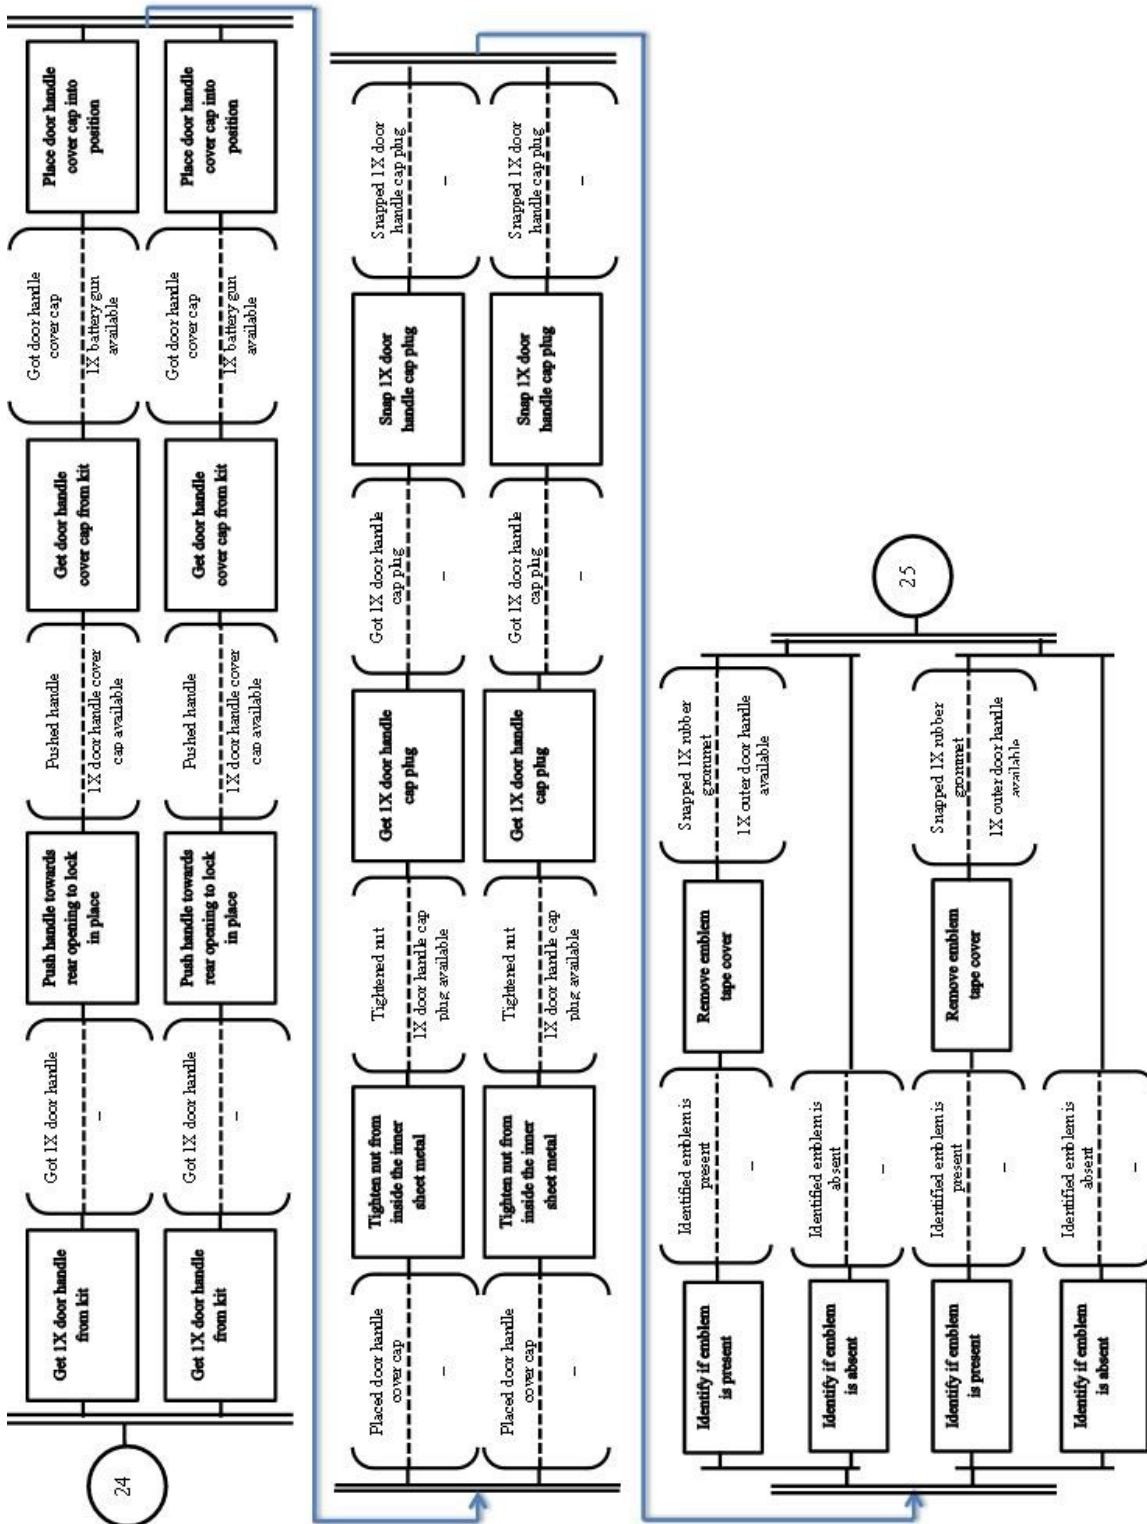 24
Get 1X door handle
from kit
Got 1X door handle
–
Push handle towards
rear opening to lock
in place
Pushed handle
1X door handle cover
cap available
Get door handle
cover cap from kit
Got door handle
cover cap
1X battery gun
available
Place door handle
cover cap into
position
Get 1X door handle
from kit
Got 1X door handle
–
Push handle towards
rear opening to lock
in place
Pushed handle
1X door handle cover
cap available
Get door handle
cover cap from kit
Got door handle
cover cap
1X battery gun
available
Place door handle
cover cap into
position
Placed door handle
cover cap
–
Tighten nut from
inside the inner
sheet metal
Tightened nut
1X door handle cap
plug available
Get 1X door handle
cap plug
Got 1X door handle
cap plug
–
Snap 1X door
handle cap plug
Snapped 1X door
handle cap plug
–
Placed door handle
cover cap
–
Tighten nut from
inside the inner
sheet metal
Tightened nut
1X door handle cap
plug available
Get 1X door handle
cap plug
Got 1X door handle
cap plug
–
Snap 1X door
handle cap plug
Snapped 1X door
handle cap plug
–
Identify if emblem
is present
Identified emblem is
present
–
Remove emblem
tape cover
Snapped 1X rubber
grommet
1X outer door handle
available
Identify if emblem
is absent
Identified emblem is
absent
–
Identify if emblem
is present
Identified emblem is
present
–
Remove emblem
tape cover
Snapped 1X rubber
grommet
1X outer door handle
available
Identify if emblem
is absent
Identified emblem is
absent
–
25